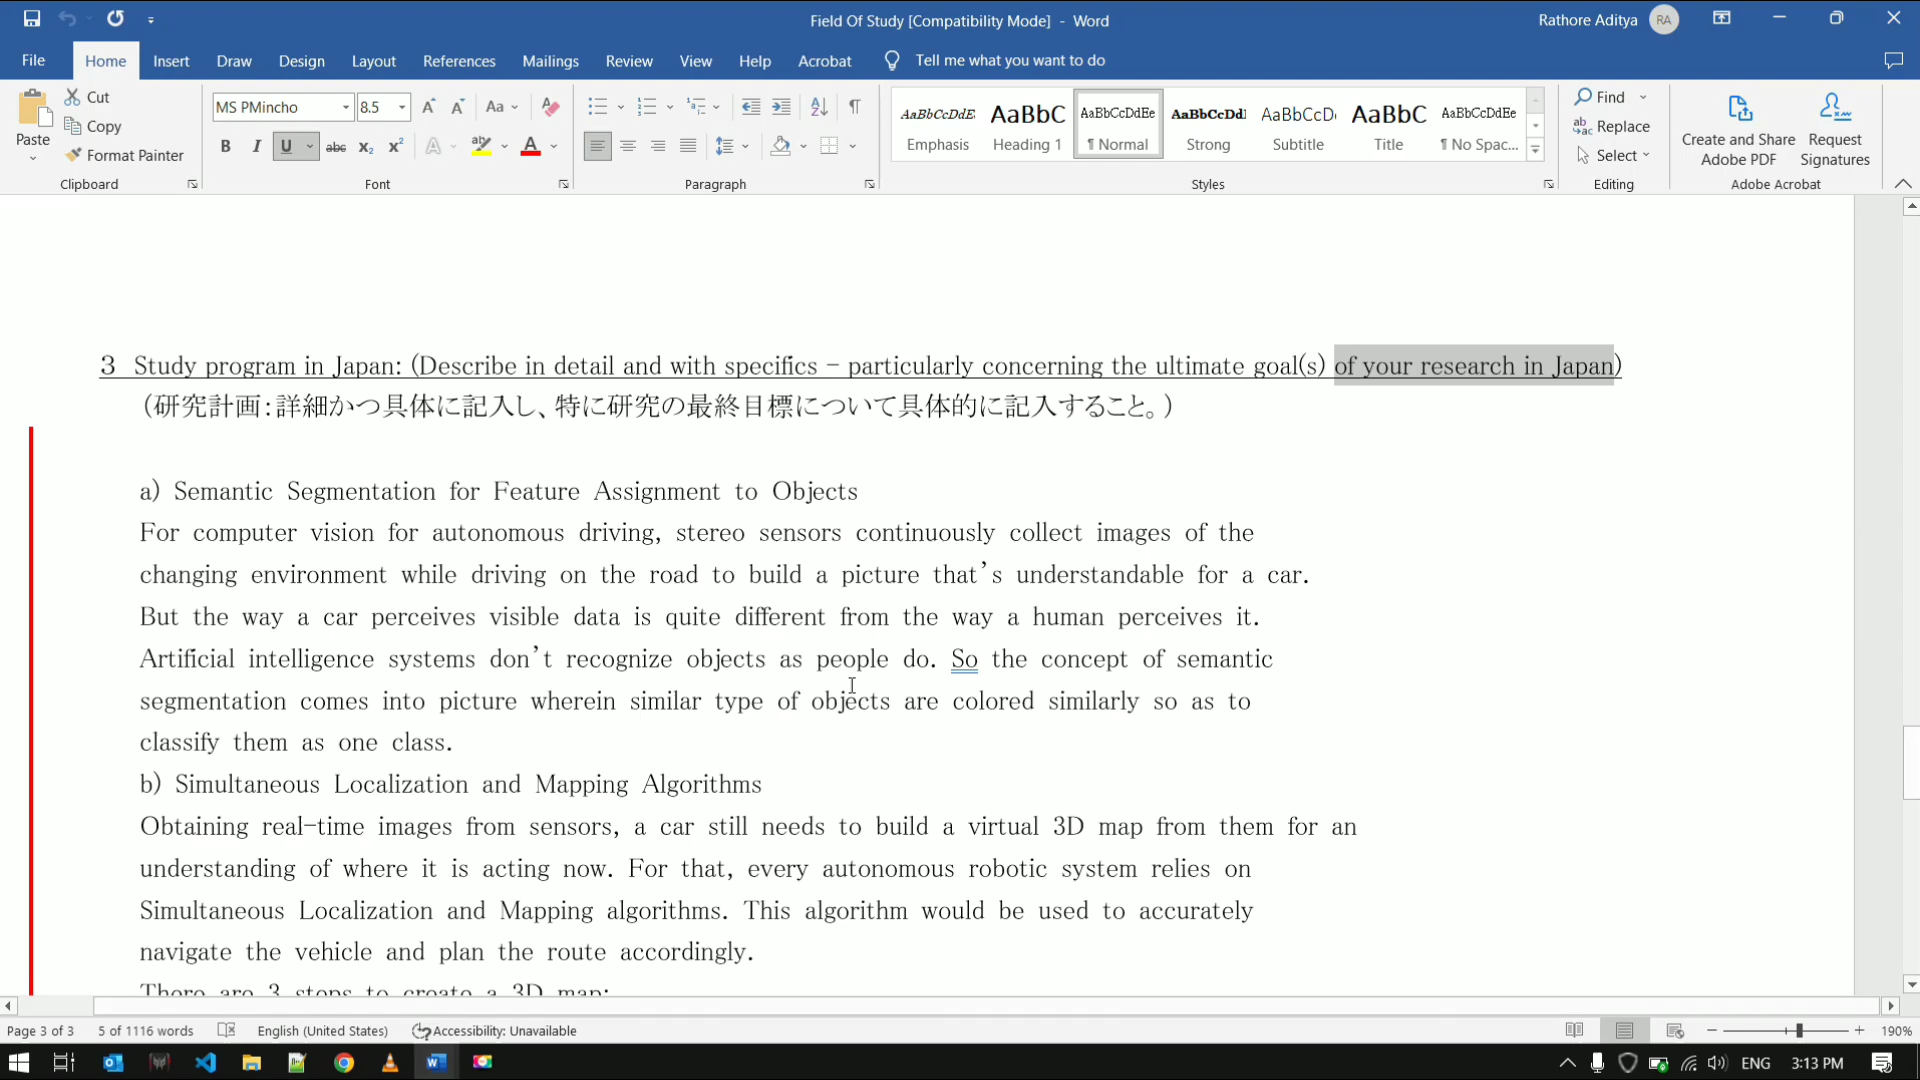 Field Of Study [Compatibility Mode] - Word
Rathore Aditya RA
File Home Insert Draw Design Layout References Mailings Review View Help Acrobat Tell me what you want to do
Paste
Cut
Copy
Format Painter
Clipboard
MS PMincho 8.5
Font
Paragraph
AaBbCcDdE AaBbC AaBbCcDdEe AaBbCcDdI AaBbCcD AaBbC AaBbCcDdEe
Emphasis Heading 1 ¶ Normal Strong Subtitle Title ¶ No Spac...
Styles
Find
Replace
Select
Editing
Create and Share Adobe PDF
Request Signatures
Adobe Acrobat
3 Study program in Japan: (Describe in detail and with specifics – particularly concerning the ultimate goal(s) of your research in Japan)
(研究計画:詳細かつ具体に記入し、特に研究の最終目標について具体的に記入すること。)
a) Semantic Segmentation for Feature Assignment to Objects
For computer vision for autonomous driving, stereo sensors continuously collect images of the
changing environment while driving on the road to build a picture that's understandable for a car.
But the way a car perceives visible data is quite different from the way a human perceives it.
Artificial intelligence systems don't recognize objects as people do. So the concept of semantic
segmentation comes into picture wherein similar type of objects are colored similarly so as to
classify them as one class.
b) Simultaneous Localization and Mapping Algorithms
Obtaining real-time images from sensors, a car still needs to build a virtual 3D map from them for an
understanding of where it is acting now. For that, every autonomous robotic system relies on
Simultaneous Localization and Mapping algorithms. This algorithm would be used to accurately
navigate the vehicle and plan the route accordingly.
There are 3 steps to create a 3D map:
Page 3 of 3 5 of 1116 words English (United States) Accessibility: Unavailable 190%
ENG 3:13 PM